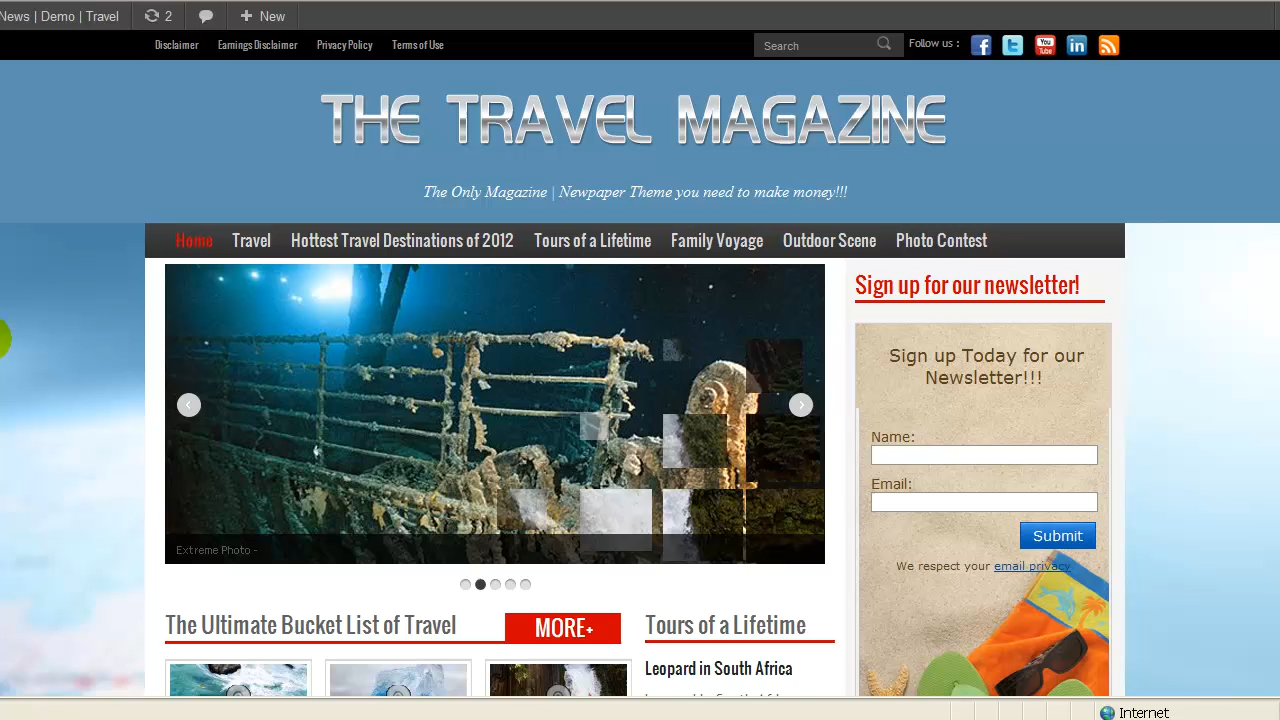 News | Demo | Travel 2 New
Disclaimer Earnings Disclaimer Privacy Policy Terms of Use Search Follow us :
You Tube
THE TRAVEL MAGAZINE
The Only Magazine | Newpaper Theme you need to make money!!!
Home Travel Hottest Travel Destinations of 2012 Tours of a Lifetime Family Voyage Outdoor Scene Photo Contest
Sign up for our newsletter!
Sign up Today for our
Newsletter!!!
Name:
Email:
Submit
We respect your email privacy
Extreme Photo -
The Ultimate Bucket List of Travel MORE+
Tours of a Lifetime
Leopard in South Africa
Internet